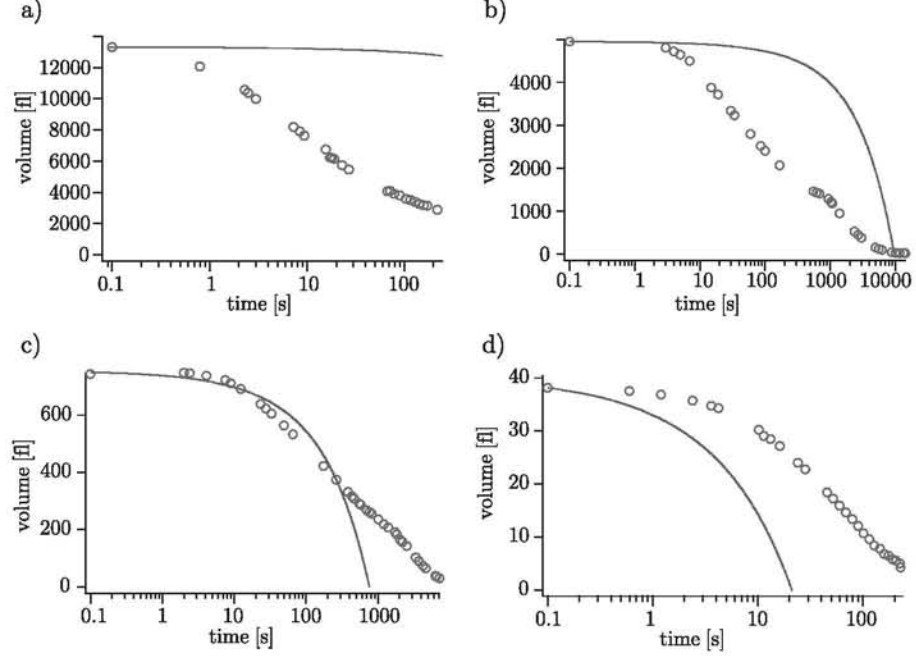 a)
volume [fl]
12000
10000
8000
6000
4000
2000
0
0.1 1 10 100
time [s]
b)
volume [fl]
4000
3000
2000
1000
0
0.1 1 10 100 1000 10000
time [s]
c)
volume [fl]
600
400
200
0
0.1 1 10 100 1000
time [s]
d)
volume [fl]
40
30
20
10
0
0.1 1 10 100
time [s]